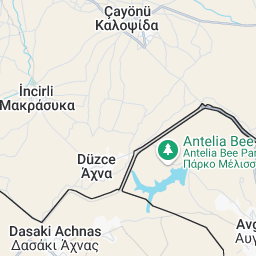 Çayönü
Καλοψίδα
İncirli
Μακράσυκα
Antelia Bee
Antelia Bee Par
Πάρκο Μέλισσ
Düzce
Άχνα
Dasaki Achnas
Δασάκι Άχνας
Avg
Αυγ